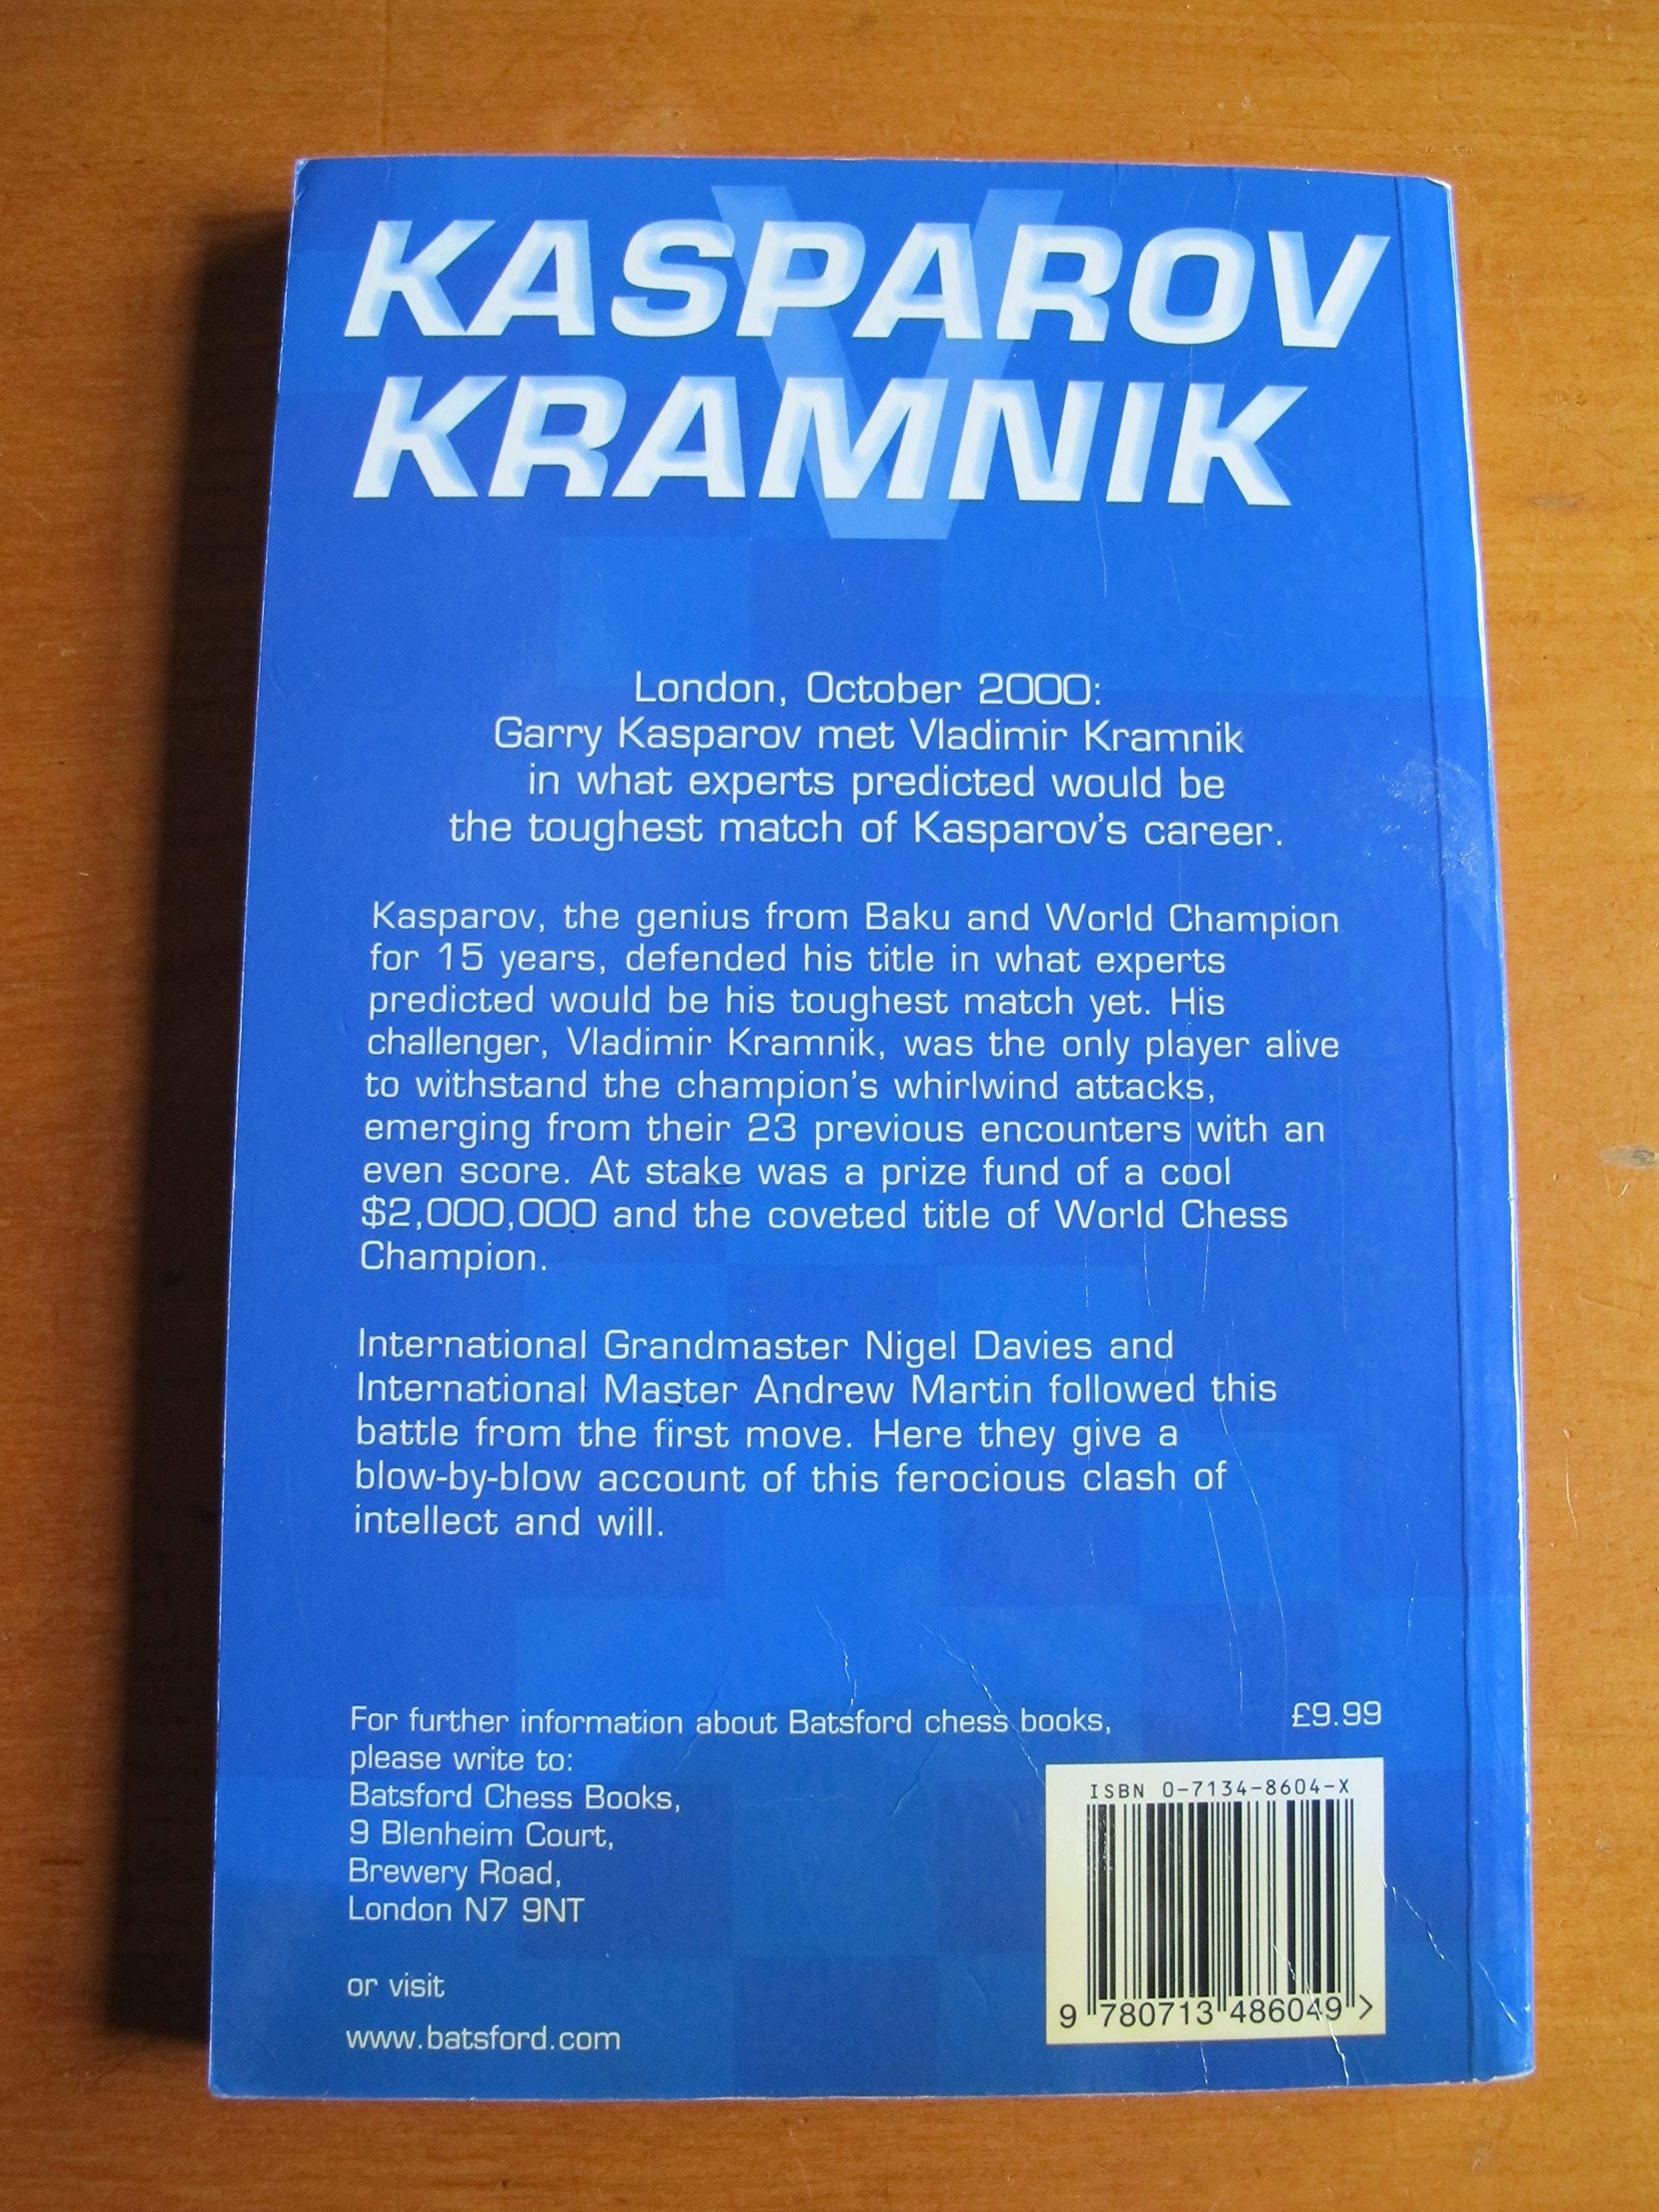 KASPAROV
V
KRAMNIK
London, October 2000:
Garry Kasparov met Vladimir Kramnik
in what experts predicted would be
the toughest match of Kasparov's career.
Kasparov, the genius from Baku and World Champion
for 15 years, defended his title in what experts
predicted would be his toughest match yet. His
challenger, Vladimir Kramnik, was the only player alive
to withstand the champion's whirlwind attacks,
emerging from their 23 previous encounters with an
even score. At stake was a prize fund of a cool
$2,000,000 and the coveted title of World Chess
Champion.
International Grandmaster Nigel Davies and
International Master Andrew Martin followed this
battle from the first move. Here they give a
blow-by-blow account of this ferocious clash of
intellect and will.
For further information about Batsford chess books,
please write to:
Batsford Chess Books,
9 Blenheim Court,
Brewery Road,
London N7 9NT
or visit
www.batsford.com
£9.99
ISBN 0-7134-8604-X
9 780713 486049 >